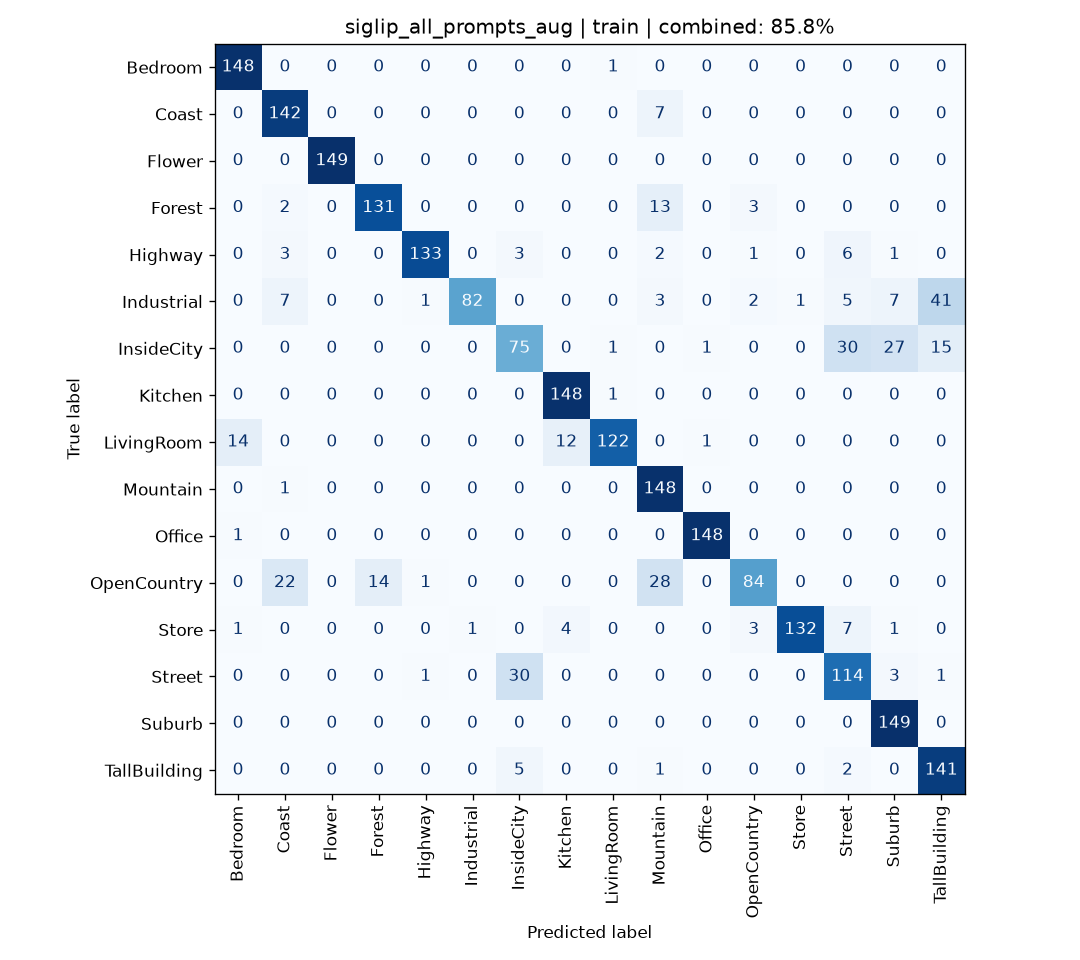 siglip_all_prompts_aug | train | combined: 85.8%
Bedroom 148 0 0 0 0 0 0 0 1 0 0 0 0 0 0 0
Coast 0 142 0 0 0 0 0 0 0 7 0 0 0 0 0 0
Flower 0 0 149 0 0 0 0 0 0 0 0 0 0 0 0 0
Forest 0 2 0 131 0 0 0 0 0 13 0 3 0 0 0 0
Highway 0 3 0 0 133 0 3 0 0 2 0 1 0 6 1 0
Industrial 0 7 0 0 1 82 0 0 0 3 0 2 1 5 7 41
InsideCity 0 0 0 0 0 0 75 0 1 0 1 0 0 30 27 15
Kitchen 0 0 0 0 0 0 0 148 1 0 0 0 0 0 0 0
LivingRoom 14 0 0 0 0 0 0 12 122 0 1 0 0 0 0 0
Mountain 0 1 0 0 0 0 0 0 0 148 0 0 0 0 0 0
Office 1 0 0 0 0 0 0 0 0 0 148 0 0 0 0 0
OpenCountry 0 22 0 14 1 0 0 0 0 28 0 84 0 0 0 0
Store 1 0 0 0 0 1 0 4 0 0 0 3 132 7 1 0
Street 0 0 0 0 1 0 30 0 0 0 0 0 0 114 3 1
Suburb 0 0 0 0 0 0 0 0 0 0 0 0 0 0 149 0
TallBuilding 0 0 0 0 0 0 5 0 0 1 0 0 0 2 0 141
True label
Bedroom Coast Flower Forest Highway Industrial InsideCity Kitchen LivingRoom Mountain Office OpenCountry Store Street Suburb TallBuilding
Predicted label